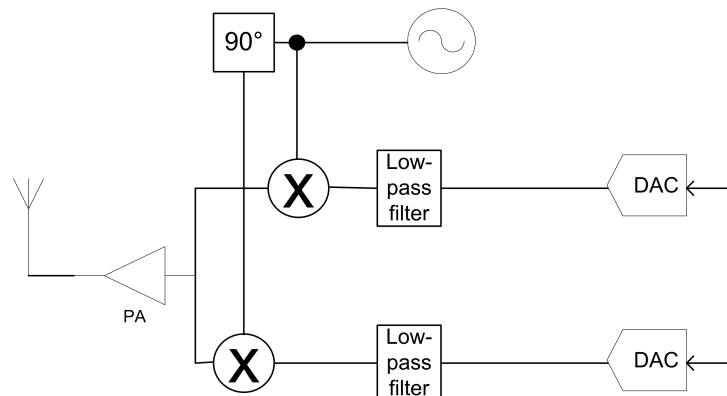 90°
Low-
pass
filter
DAC
X
PA
Low-
pass
filter
DAC
X